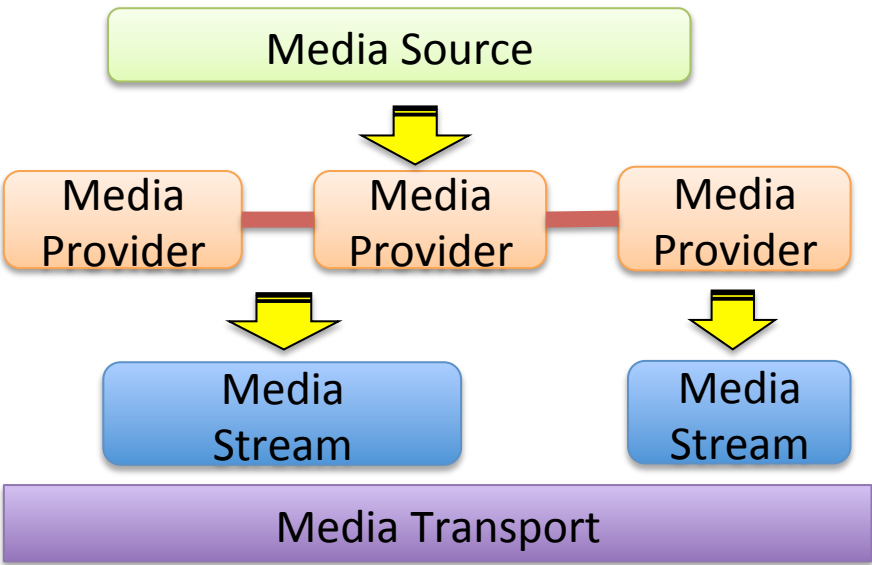 Media Source
Media
Provider
Media
Provider
Media
Provider
Media
Stream
Media
Stream
Media Transport